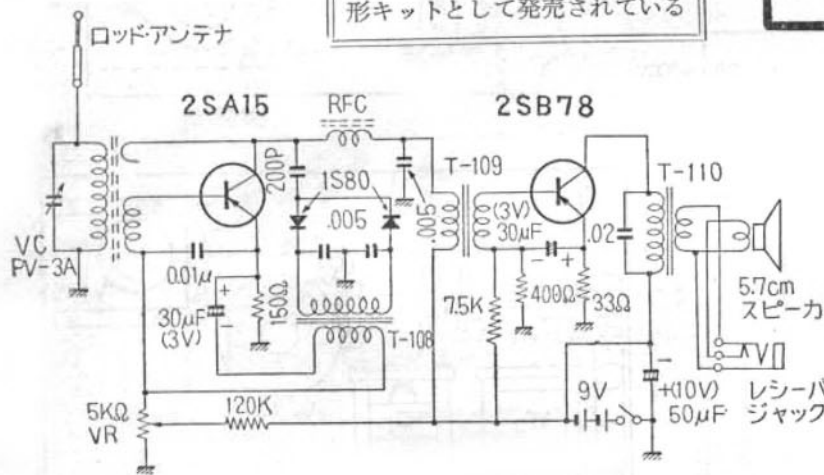 形キットとして発売されている
ロッド・アンテナ
2SA15
RFC
2SB78
T-109
T-110
200P
1S80
.005
.005
(3V)
30μF
.02
VC
PV-3A
0.01μ
30μF
(3V)
150Ω
7.5K
400Ω
33Ω
5.7cm
スピーカ
T-108
5KΩ
VR
120K
9V
+(10V)
50μF
レシーバ
ジャック